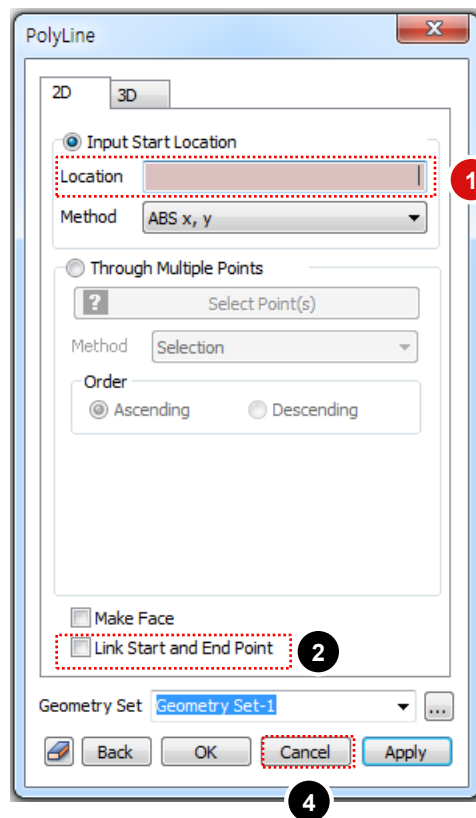 PolyLine
x
2D 3D
Input Start Location
Location
1
Method ABS x, y
Through Multiple Points
? Select Point(s)
Method Selection
Order
Ascending Descending
Make Face
Link Start and End Point 2
Geometry Set Geometry Set-1 ...
Back OK Cancel Apply
4